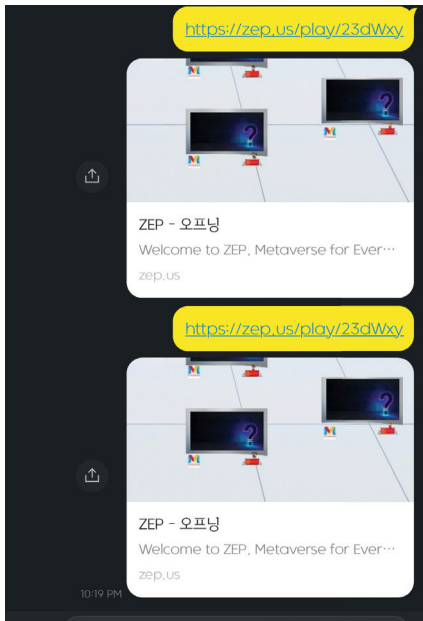 https://zep.us/play/23dWxy
ZEP - 오프닝
Welcome to ZEP, Metaverse for Ever···
zep.us
https://zep.us/play/23dWxy
ZEP - 오프닝
Welcome to ZEP, Metaverse for Ever···
zep.us
10:19 PM